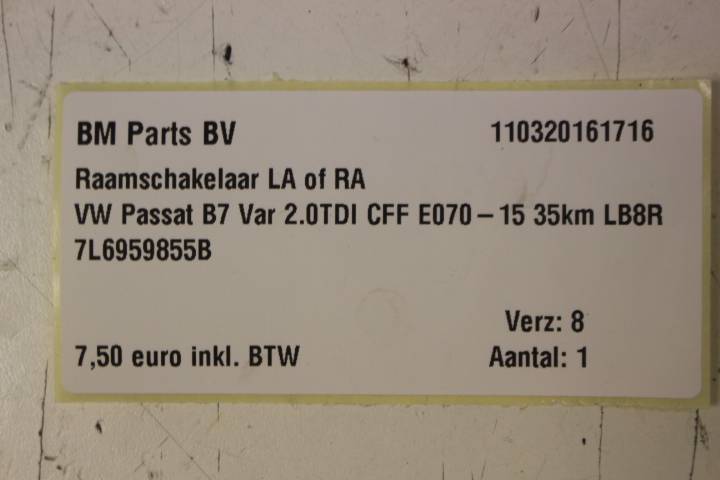 BM Parts BV 110320161716
Raamschakelaar LA of RA
VW Passat B7 Var 2.0TDI CFF E070-15 35km LB8R
7L6959855B
Verz: 8
7,50 euro inkl. BTW Aantal: 1